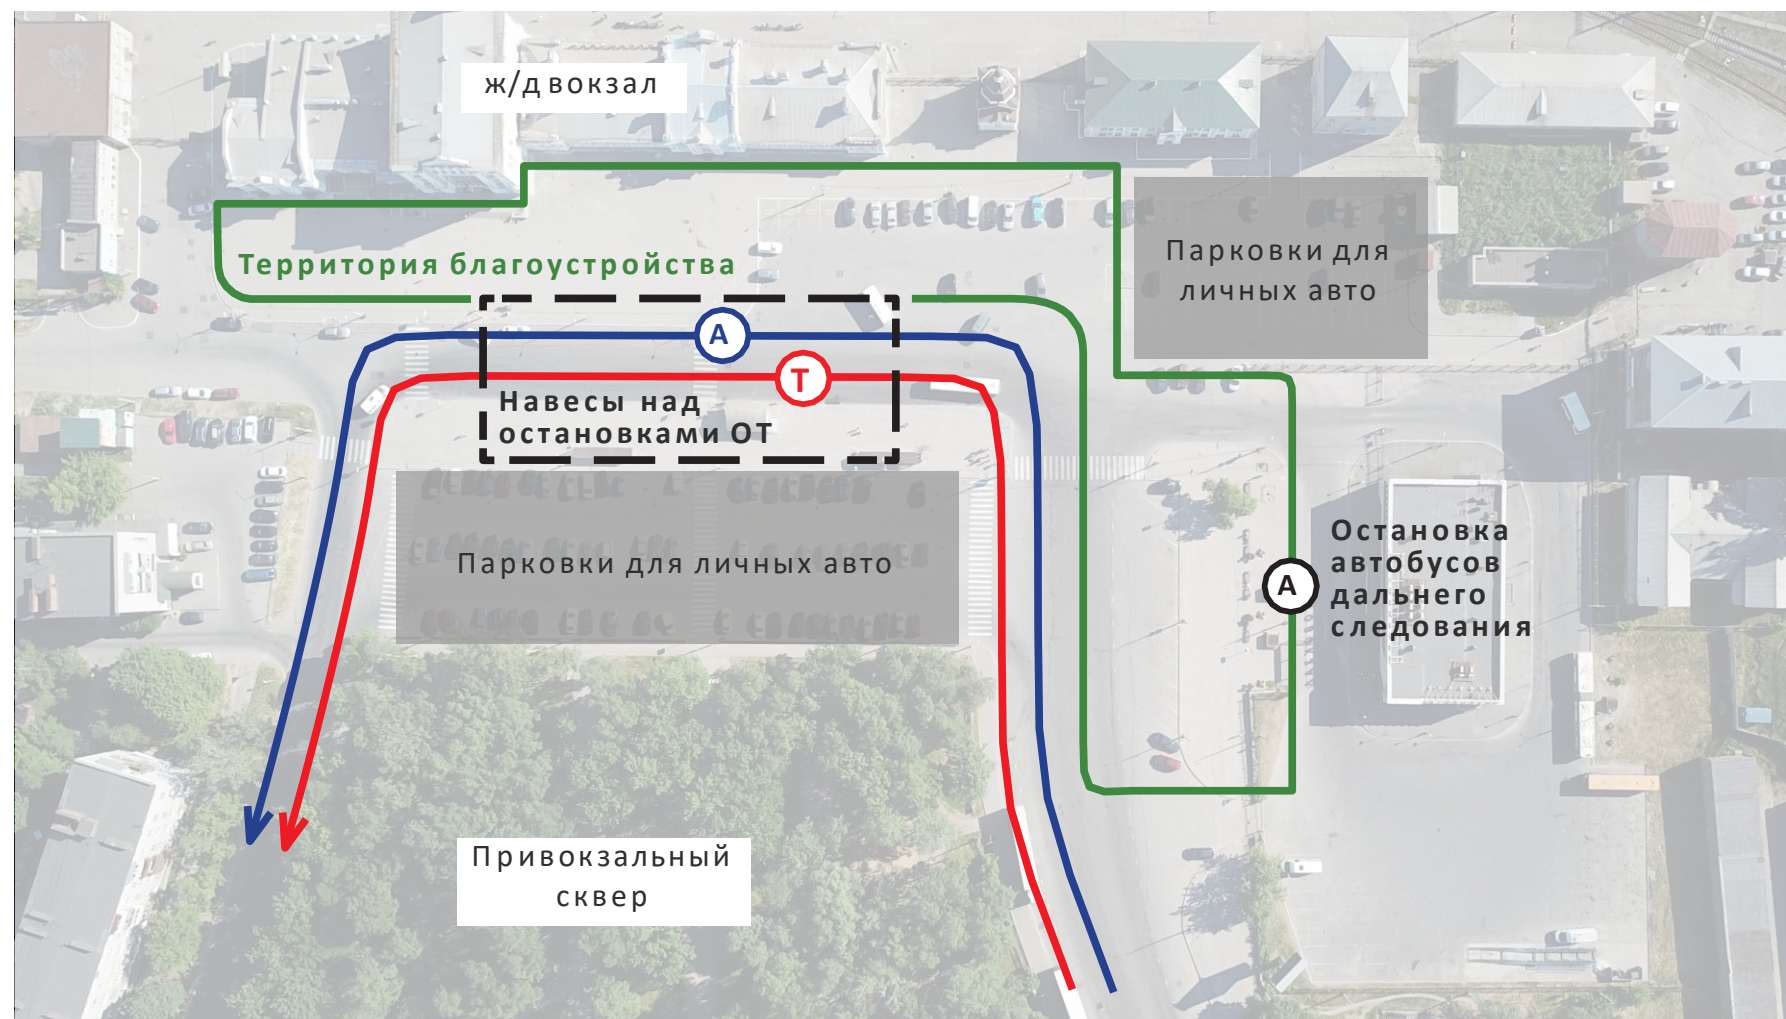 ж/д вокзал
Парковки для
личных авто
Территория благоустройства
А
Т
Навесы над
остановками ОТ
Парковки для личных авто
Остановка
автобусов
дальнего
следования
А
Привокзальный
сквер